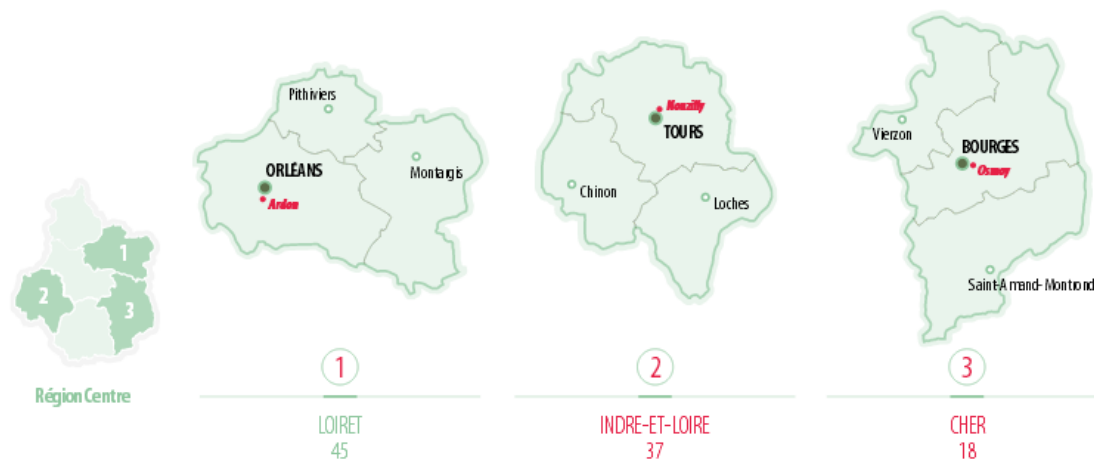 Pithiviers
ORLÉANS
Montargis
Ardon
Nouzilly
TOURS
Chinon
Loches
Vierzon
BOURGES
Osmoy
Saint-Amand-Montrond
1
2
3
Région Centre
1
LOIRET
45
2
INDRE-ET-LOIRE
37
3
CHER
18